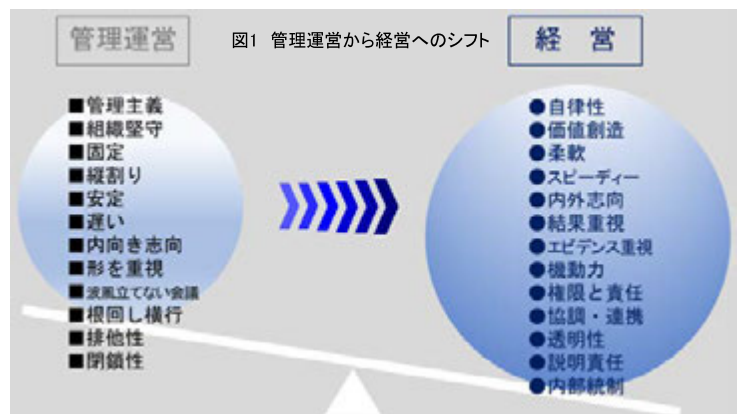 管理運営
図1 管理運営から経営へのシフト
経 営
■管理主義
■組織堅守
■固定
■縦割り
■安定
■遅い
■内向き志向
■形を重視
■波風立てない会議
■根回し横行
■排他性
■閉鎖性
●自律性
●価値創造
●柔軟
●スピーディー
●内外志向
●結果重視
●エビデンス重視
●機動力
●権限と責任
●協調・連携
●透明性
●説明責任
●内部統制